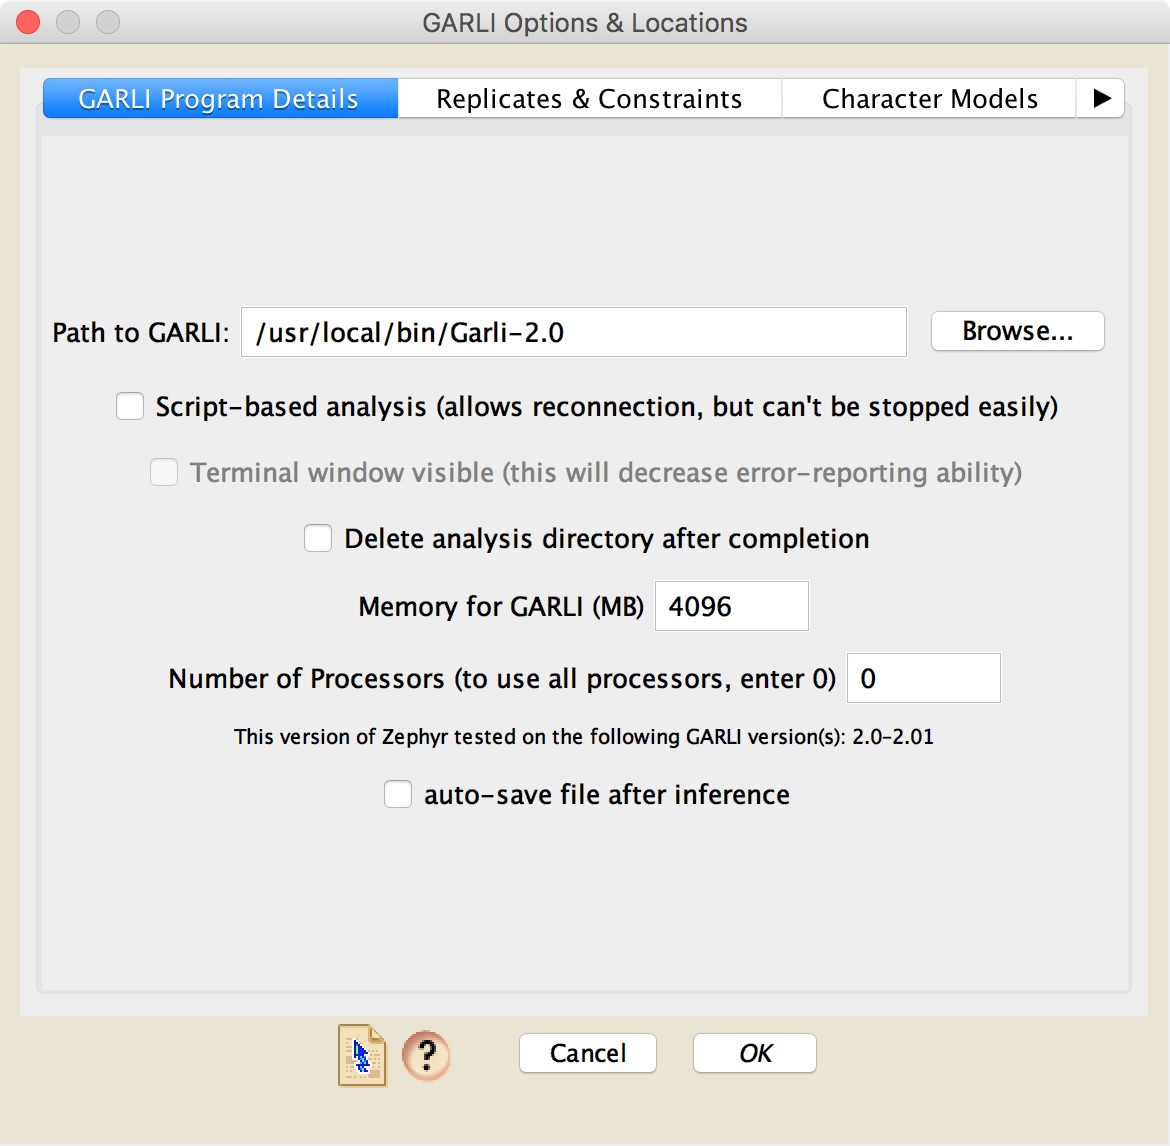 GARLI Options & Locations
GARLI Program Details Replicates & Constraints Character Models
Path to GARLI: /usr/local/bin/Garli-2.0 Browse...
Script-based analysis (allows reconnection, but can't be stopped easily)
Terminal window visible (this will decrease error-reporting ability)
Delete analysis directory after completion
Memory for GARLI (MB) 4096
Number of Processors (to use all processors, enter 0) 0
This version of Zephyr tested on the following GARLI version(s): 2.0-2.01
auto-save file after inference
? Cancel OK